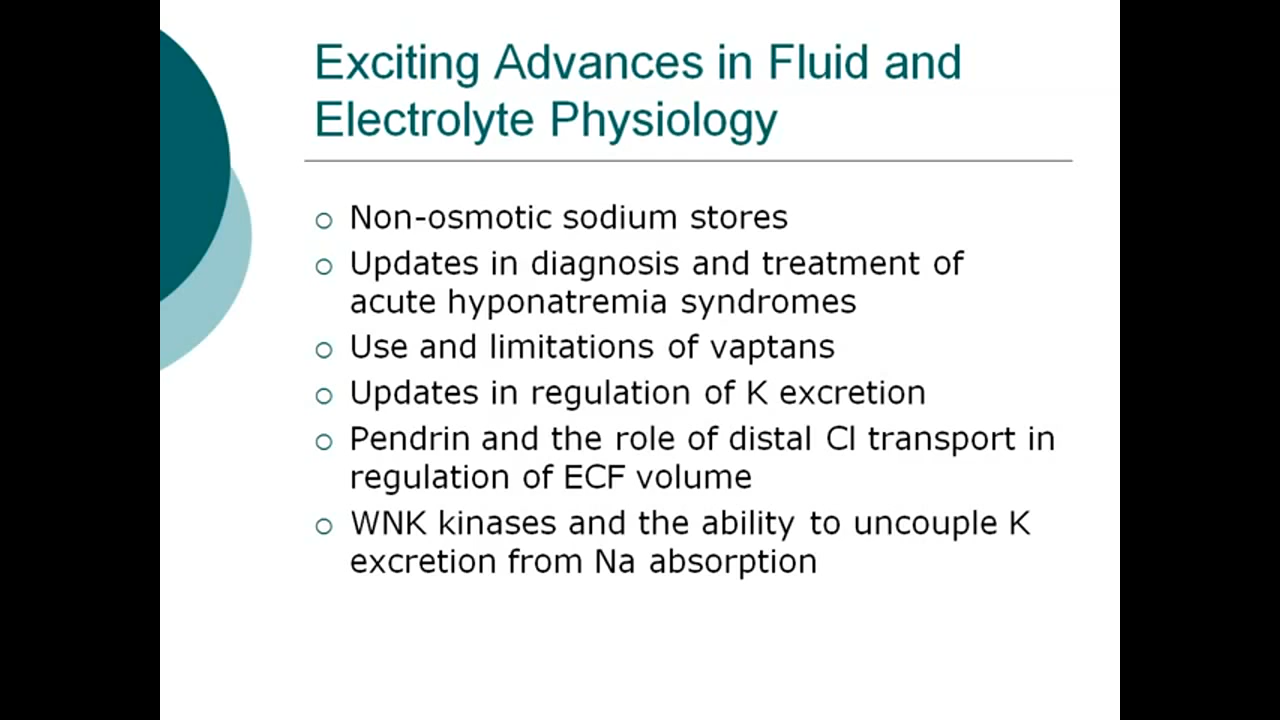 Exciting Advances in Fluid and
Electrolyte Physiology
Non-osmotic sodium stores
Updates in diagnosis and treatment of
acute hyponatremia syndromes
Use and limitations of vaptans
Updates in regulation of K excretion
Pendrin and the role of distal Cl transport in
regulation of ECF volume
WNK kinases and the ability to uncouple K
excretion from Na absorption